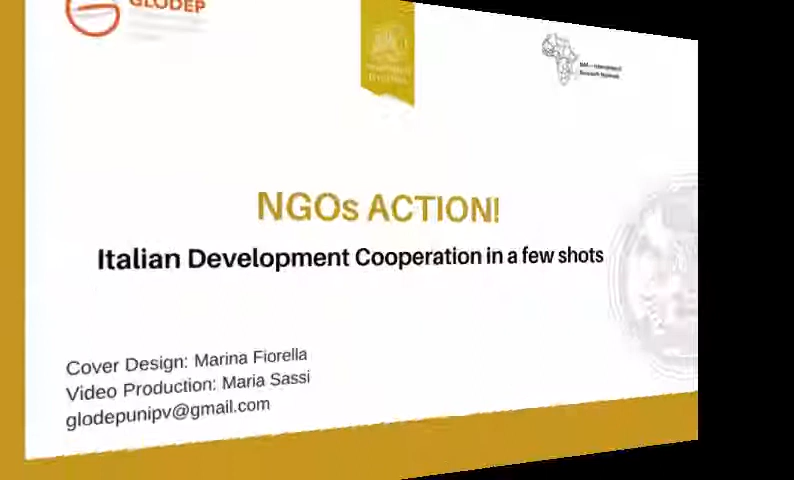 GLODEP
NGOs ACTION!
Italian Development Cooperation in a few shots
Cover Design: Marina Fiorella
Video Production: Maria Sassi
glodepunipv@gmail.com